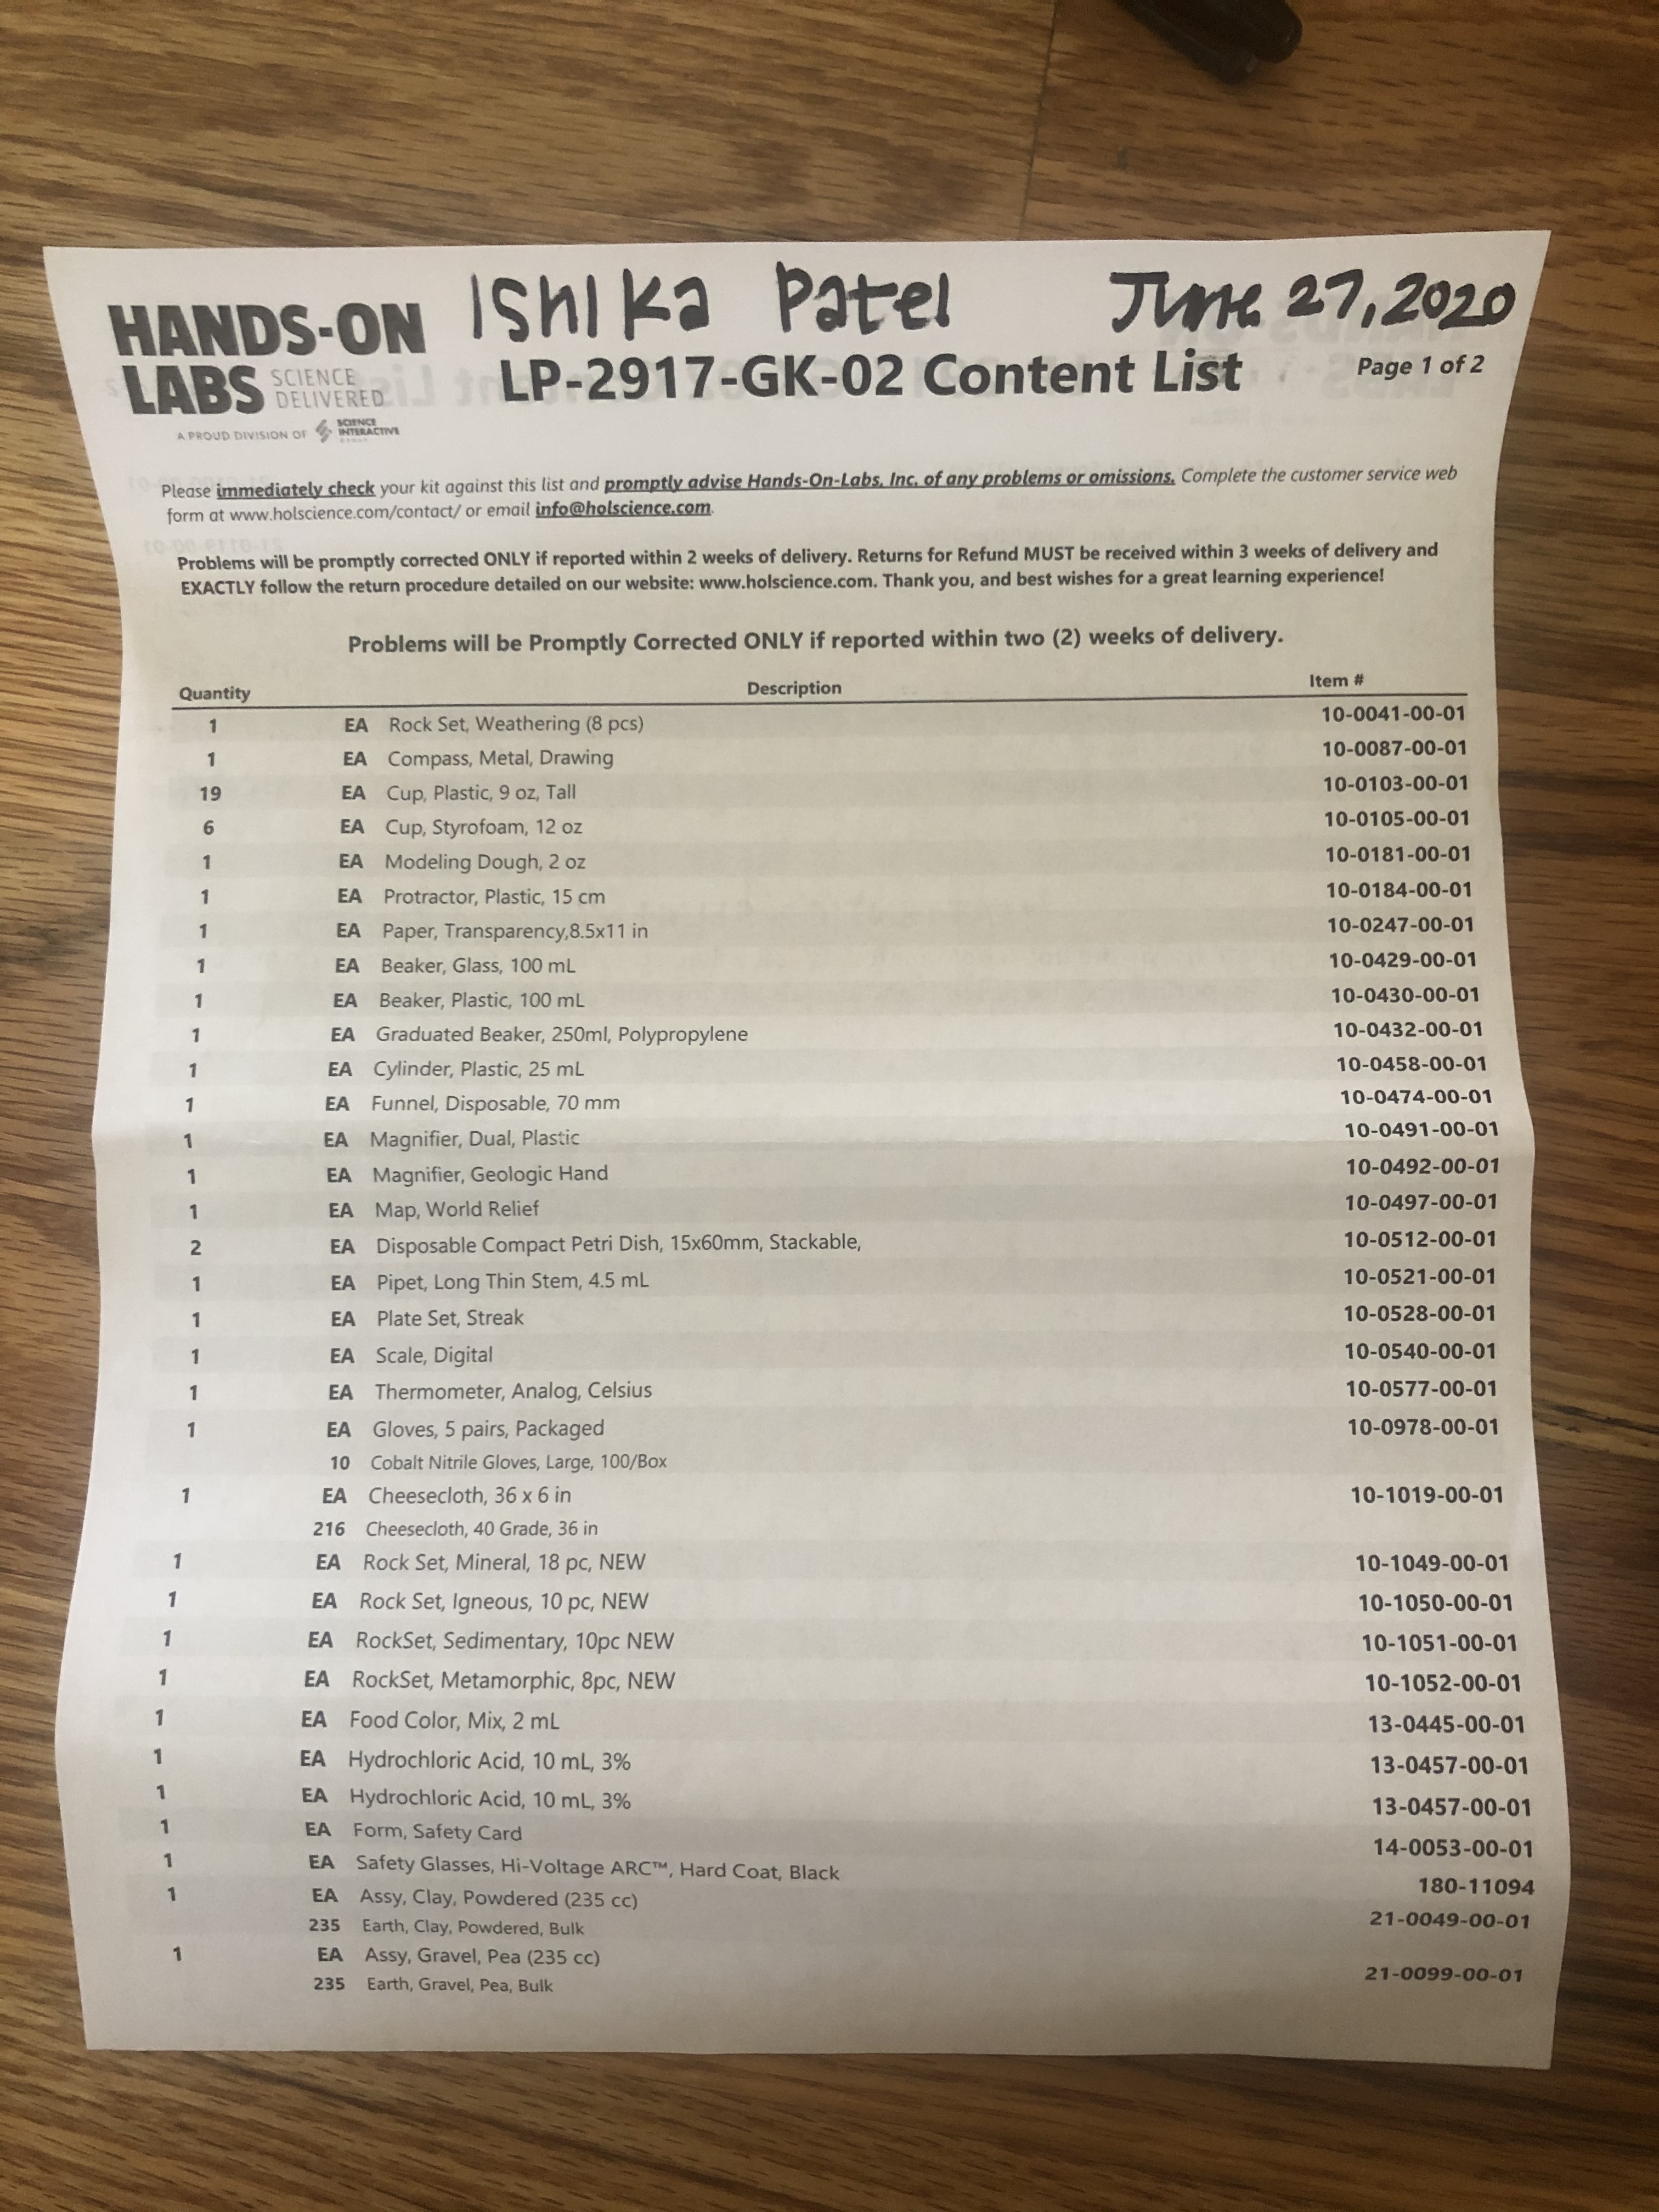 Ishika Patel June 27, 2020
HANDS-ON
LABS SCIENCE DELIVERED
A PROUD DIVISION OF SCIENCE INTERACTIVE
LP-2917-GK-02 Content List
Page 1 of 2
Please immediately check your kit against this list and promptly advise Hands-On-Labs, Inc. of any problems or omissions. Complete the customer service web
form at www.holscience.com/contact/ or email info@holscience.com.
Problems will be promptly corrected ONLY if reported within 2 weeks of delivery. Returns for Refund MUST be received within 3 weeks of delivery and
EXACTLY follow the return procedure detailed on our website: www.holscience.com. Thank you, and best wishes for a great learning experience!
Problems will be Promptly Corrected ONLY if reported within two (2) weeks of delivery.
Quantity Description Item #
1 EA Rock Set, Weathering (8 pcs) 10-0041-00-01
1 EA Compass, Metal, Drawing 10-0087-00-01
19 EA Cup, Plastic, 9 oz, Tall 10-0103-00-01
6 EA Cup, Styrofoam, 12 oz 10-0105-00-01
1 EA Modeling Dough, 2 oz 10-0181-00-01
1 EA Protractor, Plastic, 15 cm 10-0184-00-01
1 EA Paper, Transparency,8.5x11 in 10-0247-00-01
1 EA Beaker, Glass, 100 mL 10-0429-00-01
1 EA Beaker, Plastic, 100 mL 10-0430-00-01
1 EA Graduated Beaker, 250ml, Polypropylene 10-0432-00-01
1 EA Cylinder, Plastic, 25 mL 10-0458-00-01
1 EA Funnel, Disposable, 70 mm 10-0474-00-01
1 EA Magnifier, Dual, Plastic 10-0491-00-01
1 EA Magnifier, Geologic Hand 10-0492-00-01
1 EA Map, World Relief 10-0497-00-01
2 EA Disposable Compact Petri Dish, 15x60mm, Stackable, 10-0512-00-01
1 EA Pipet, Long Thin Stem, 4.5 mL 10-0521-00-01
1 EA Plate Set, Streak 10-0528-00-01
1 EA Scale, Digital 10-0540-00-01
1 EA Thermometer, Analog, Celsius 10-0577-00-01
1 EA Gloves, 5 pairs, Packaged 10-0978-00-01
10 Cobalt Nitrile Gloves, Large, 100/Box
1 EA Cheesecloth, 36 x 6 in 10-1019-00-01
216 Cheesecloth, 40 Grade, 36 in
1 EA Rock Set, Mineral, 18 pc, NEW 10-1049-00-01
1 EA Rock Set, Igneous, 10 pc, NEW 10-1050-00-01
1 EA RockSet, Sedimentary, 10pc NEW 10-1051-00-01
1 EA RockSet, Metamorphic, 8pc, NEW 10-1052-00-01
1 EA Food Color, Mix, 2 mL 13-0445-00-01
1 EA Hydrochloric Acid, 10 mL, 3% 13-0457-00-01
1 EA Hydrochloric Acid, 10 mL, 3% 13-0457-00-01
1 EA Form, Safety Card 14-0053-00-01
1 EA Safety Glasses, Hi-Voltage ARC™, Hard Coat, Black 180-11094
1 EA Assy, Clay, Powdered (235 cc) 21-0049-00-01
235 Earth, Clay, Powdered, Bulk
1 EA Assy, Gravel, Pea (235 cc) 21-0099-00-01
235 Earth, Gravel, Pea, Bulk